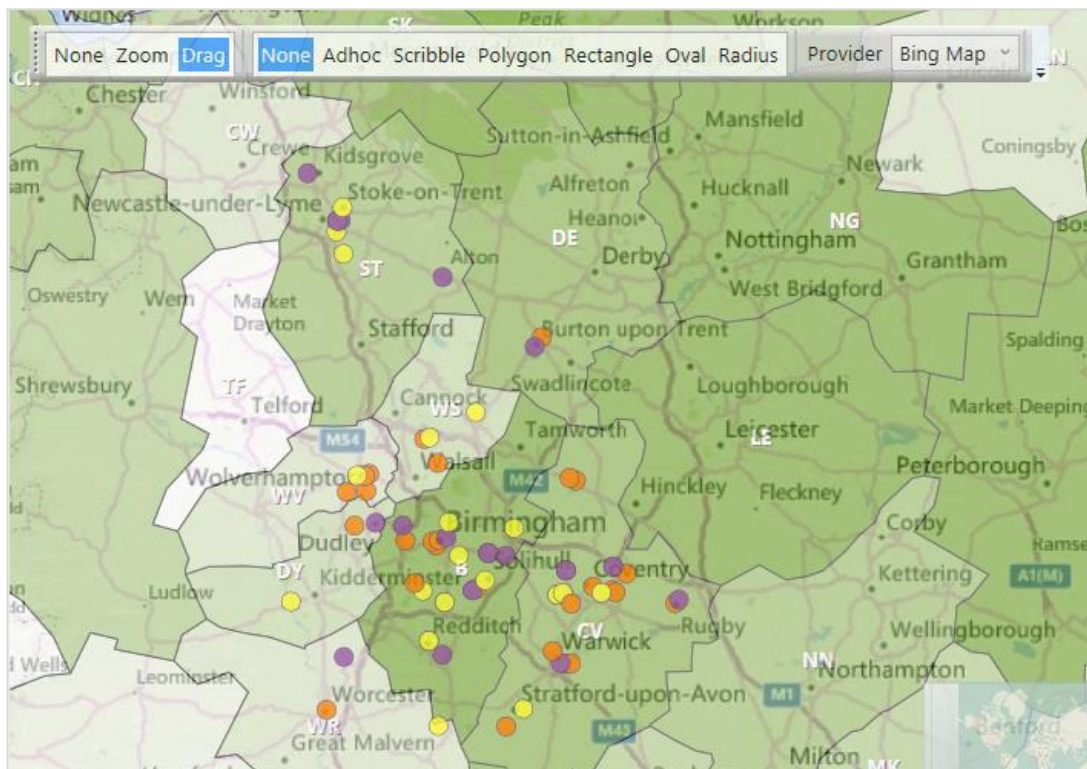 Widnes
SK
Peak
Worksop
None Zoom Drag None Adhoc Scribble Polygon Rectangle Oval Radius Provider Bing Map
Chester
Winsford
Sutton-in-Ashfield
Mansfield
CW
Crewe
Kidsgrove
Newark
Coningsby
Alfreton
Stoke-on-Trent
Hucknall
Newcastle-under-Lyme
Heanor
NG
DE
Nottingham
Alton
Derby
Grantham
ST
West Bridgford
Oswestry
Wem
Market
Drayton
Stafford
Burton upon Trent
Spalding
Swadlincote
Loughborough
Shrewsbury
TF
Telford
Cannock
WS
Market Deeping
Tamworth
Leicester
LE
M54
Walsall
Wolverhampto
Peterborough
M42
WV
Hinckley
Fleckney
Birmingham
Corby
Dudley
Solihull
B
Coventry
DY
Kidderminster
Kettering
A1(M)
Ludlow
Redditch
CV
Warwick
Rugby
Wellingborough
Wells
NN
Northampton
Leominster
Worcester
Stratford-upon-Avon
M1
WR
Great Malvern
M45
Milton
MK